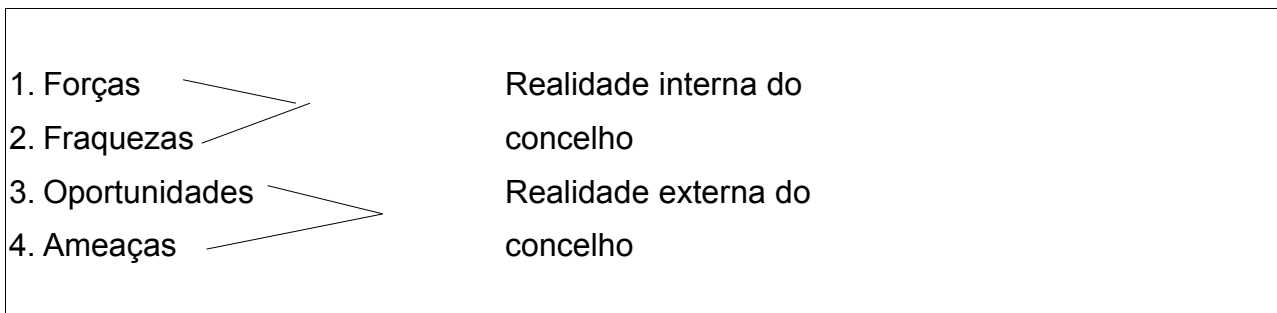 1. Forças Realidade interna do
2. Fraquezas concelho
3. Oportunidades Realidade externa do
4. Ameaças concelho